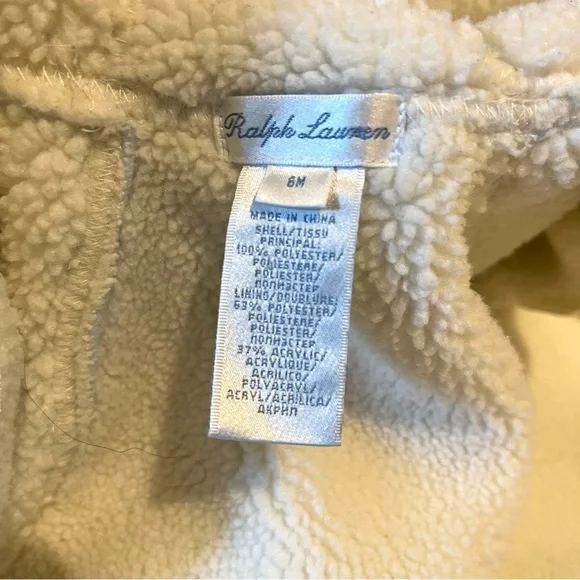 Ralph Lauren
6M
MADE IN CHINA
SHELL/TISSU
PRINCIPAL:
100% POLYESTER/
POLIESTERE/
POLIESTER/
ПОЛИЭСТЕР
LINING/DOUBLURE:
63% POLYESTER/
POLIESTERE/
POLIESTER/
ПОЛИЭСТЕР
37% ACRYLIC/
ACRYLIQUE/
ACRILICO/
POLYACRYL/
ACRYL/ACRILICA/
АКРИЛ